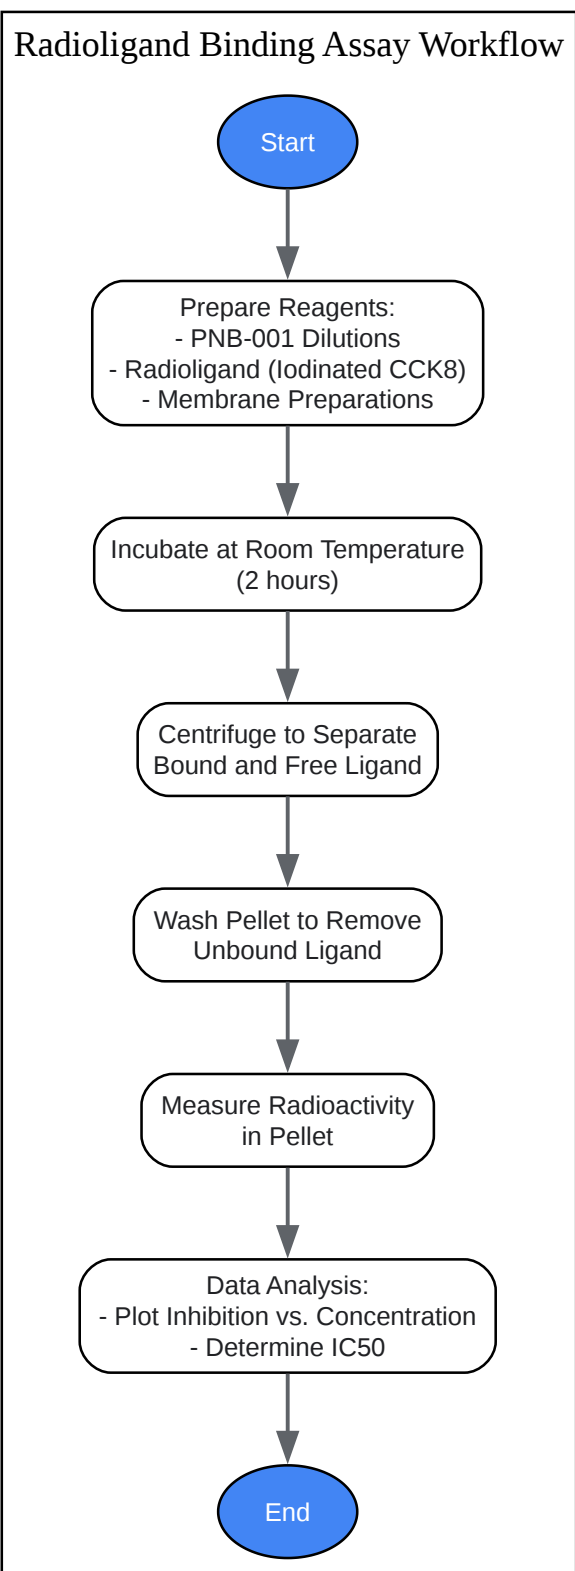 Radioligand Binding Assay Workflow
Start
Prepare Reagents:
- PNB-001 Dilutions
- Radioligand (Iodinated CCK8)
- Membrane Preparations
Incubate at Room Temperature
(2 hours)
Centrifuge to Separate
Bound and Free Ligand
Wash Pellet to Remove
Unbound Ligand
Measure Radioactivity
in Pellet
Data Analysis:
- Plot Inhibition vs. Concentration
- Determine IC50
End